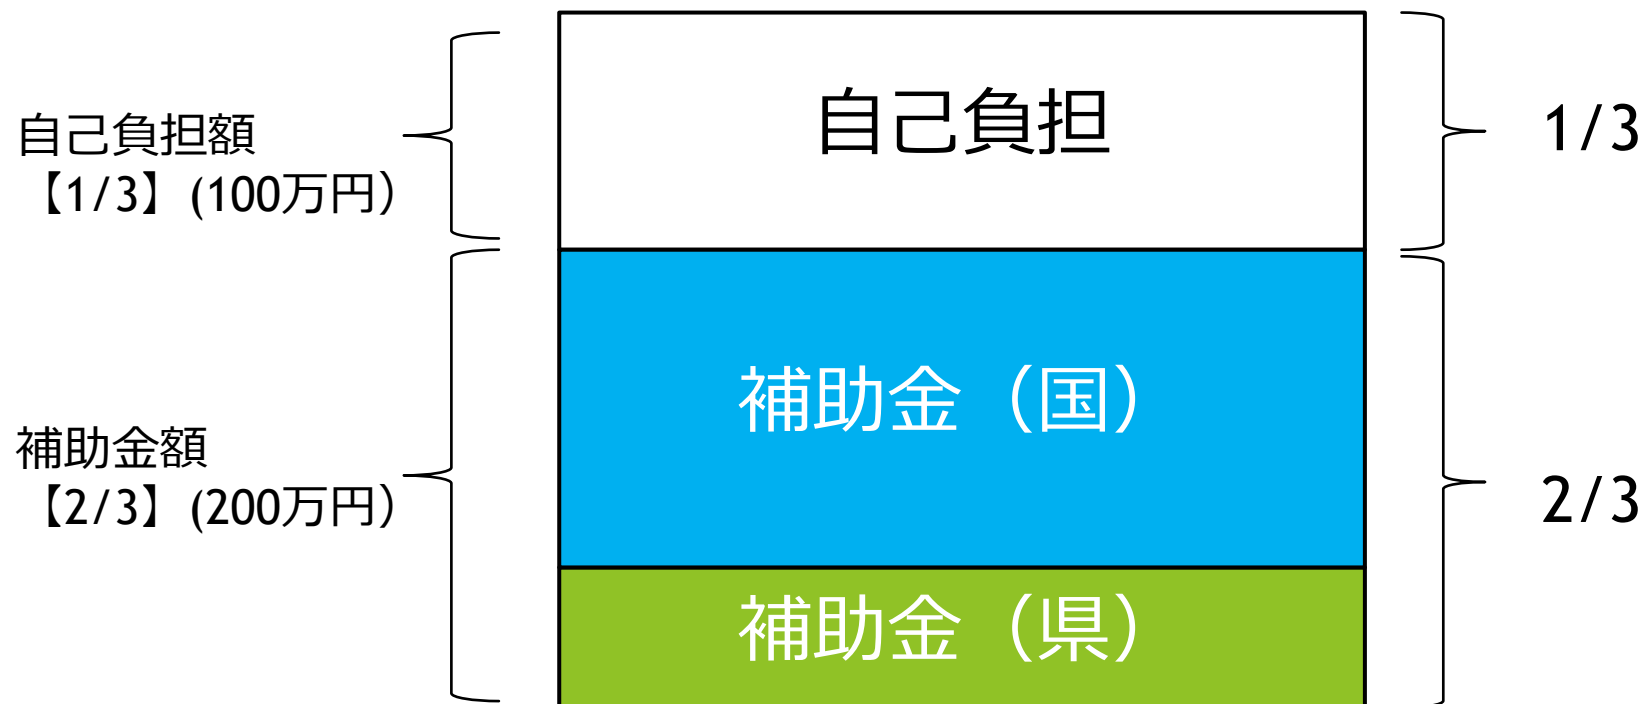 自己負担
1/3
自己負担額
【1/3】(100万円）
補助金（国）
補助金額
【2/3】(200万円）
2/3
補助金（県）